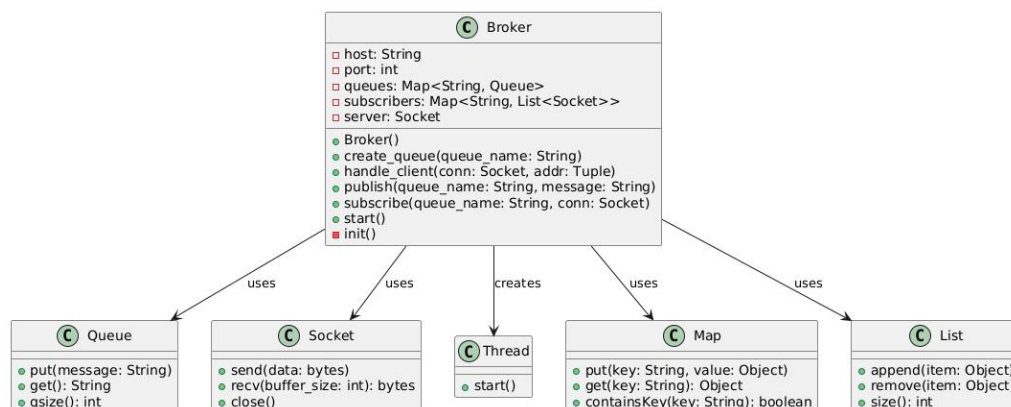 C Broker
host: String
port: int
queues: Map<String, Queue>
subscribers: Map<String, List<Socket>>
server: Socket
Broker()
create_queue(queue_name: String)
handle_client(conn: Socket, addr: Tuple)
publish(queue_name: String, message: String)
subscribe(queue_name: String, conn: Socket)
start()
init()
uses
uses
creates
uses
uses
C Queue
put(message: String)
get(): String
qsize(): int
C Socket
send(data: bytes)
recv(buffer_size: int): bytes
close()
C Thread
start()
C Map
put(key: String, value: Object)
get(key: String): Object
containsKey(key: String): boolean
C List
append(item: Object)
remove(item: Object)
size(): int